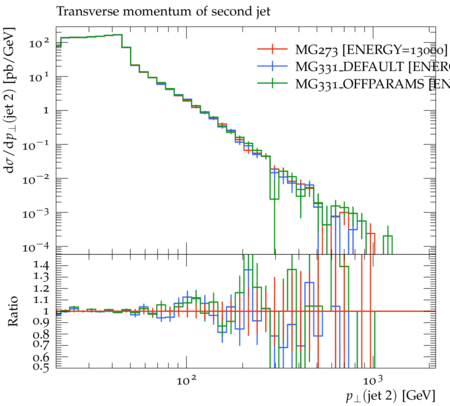 Transverse momentum of second jet
dσ/dp⊥(jet 2) [pb/GeV]
10²
10¹
1
10⁻¹
10⁻²
10⁻³
10⁻⁴
MG273 [ENERGY=13000]
MG331_DEFAULT [ENERG
MG331_OFFPARAMS [EN
Ratio
1.4
1.3
1.2
1.1
1
0.9
0.8
0.7
0.6
0.5
10²
10³
p⊥(jet 2) [GeV]